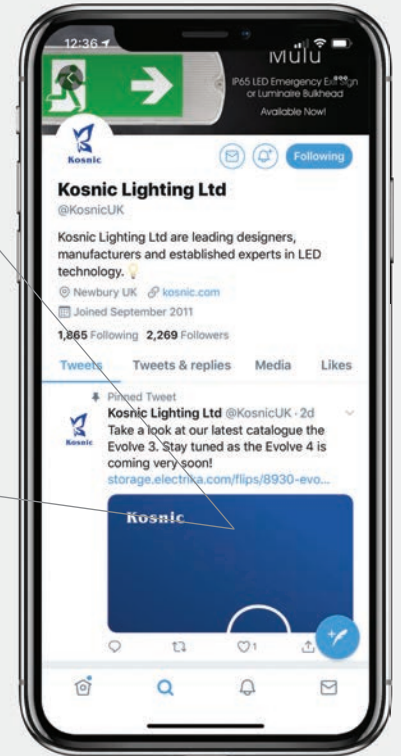 12:36
Mulu
IP65 LED Emergency Exit Sign
or Luminaire Bulkhead
Available Now!
Kosnic
Following
Kosnic Lighting Ltd
@KosnicUK
Kosnic Lighting Ltd are leading designers,
manufacturers and established experts in LED
technology. 💡
Newbury UK kosnic.com
Joined September 2011
1,865 Following 2,269 Followers
Tweets Tweets & replies Media Likes
Pinned Tweet
Kosnic Lighting Ltd @KosnicUK · 2d
Kosnic
Take a look at our latest catalogue the
Evolve 3. Stay tuned as the Evolve 4 is
coming very soon!
storage.electrika.com/flips/8930-evo...
Kosnic
1